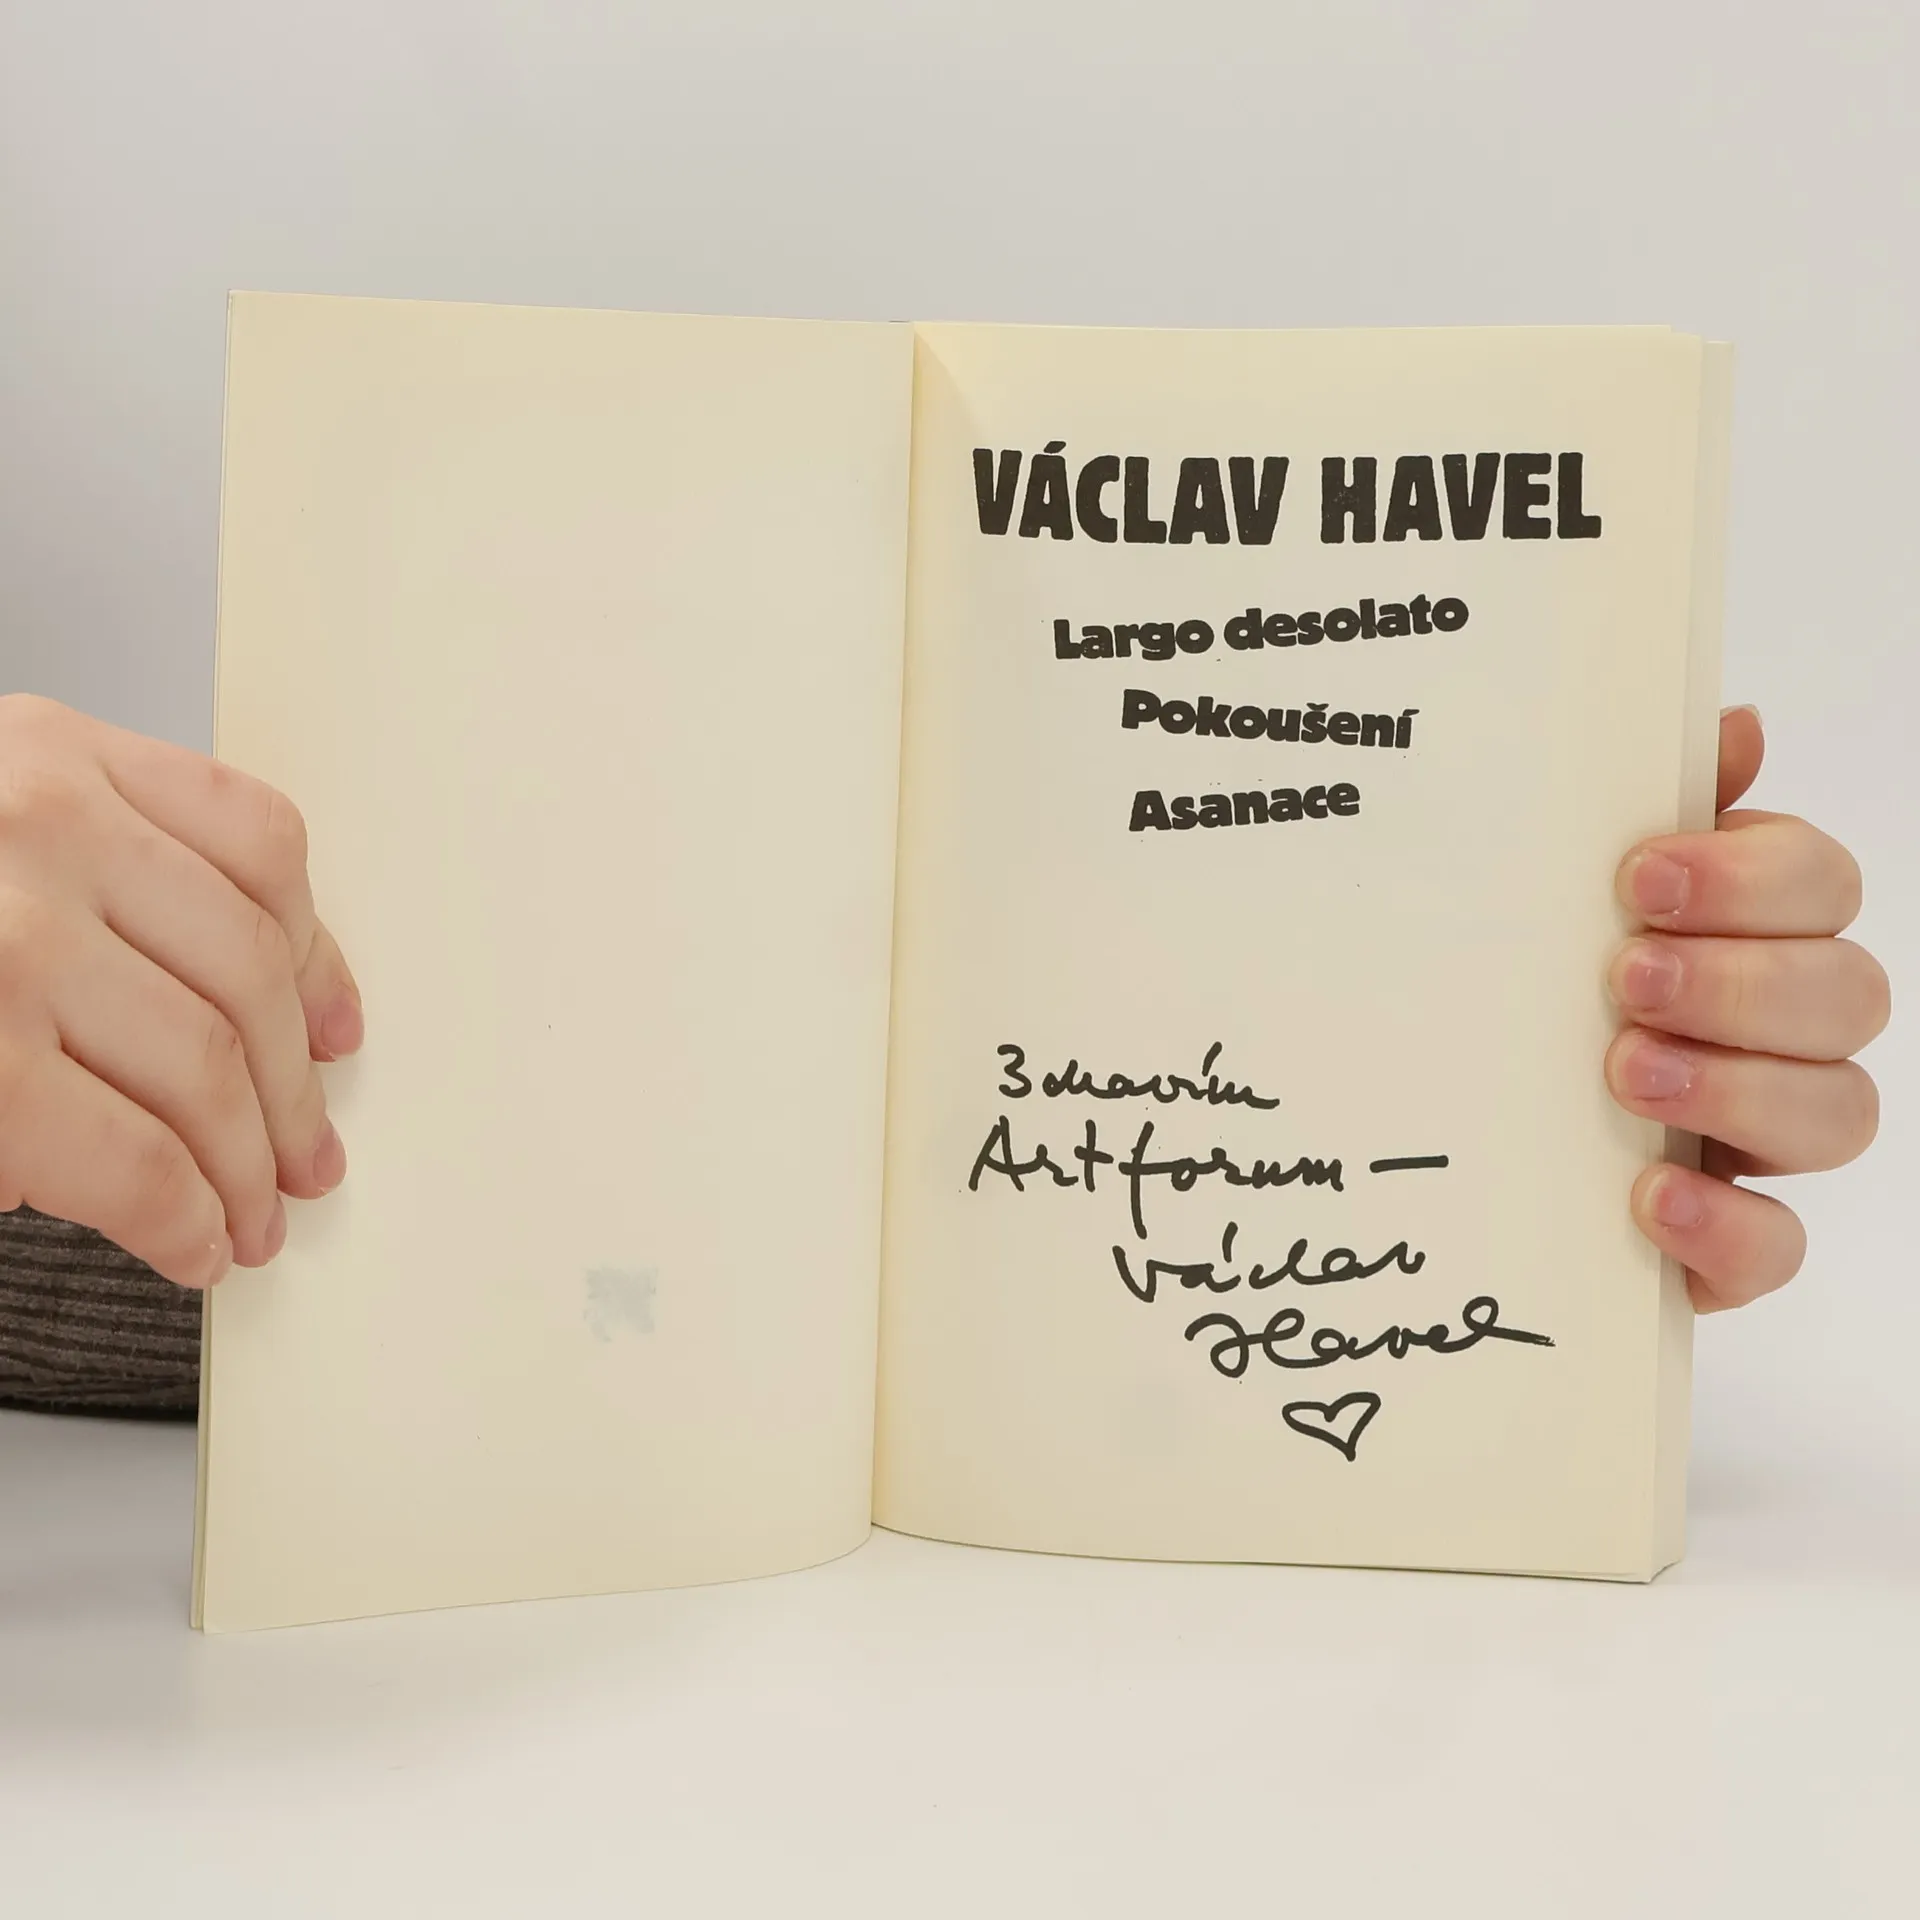 VÁCLAV HAVEL
Largo desolato
Pokoušení
Asanace
Zdravím
Artforum —
Václav
Havel